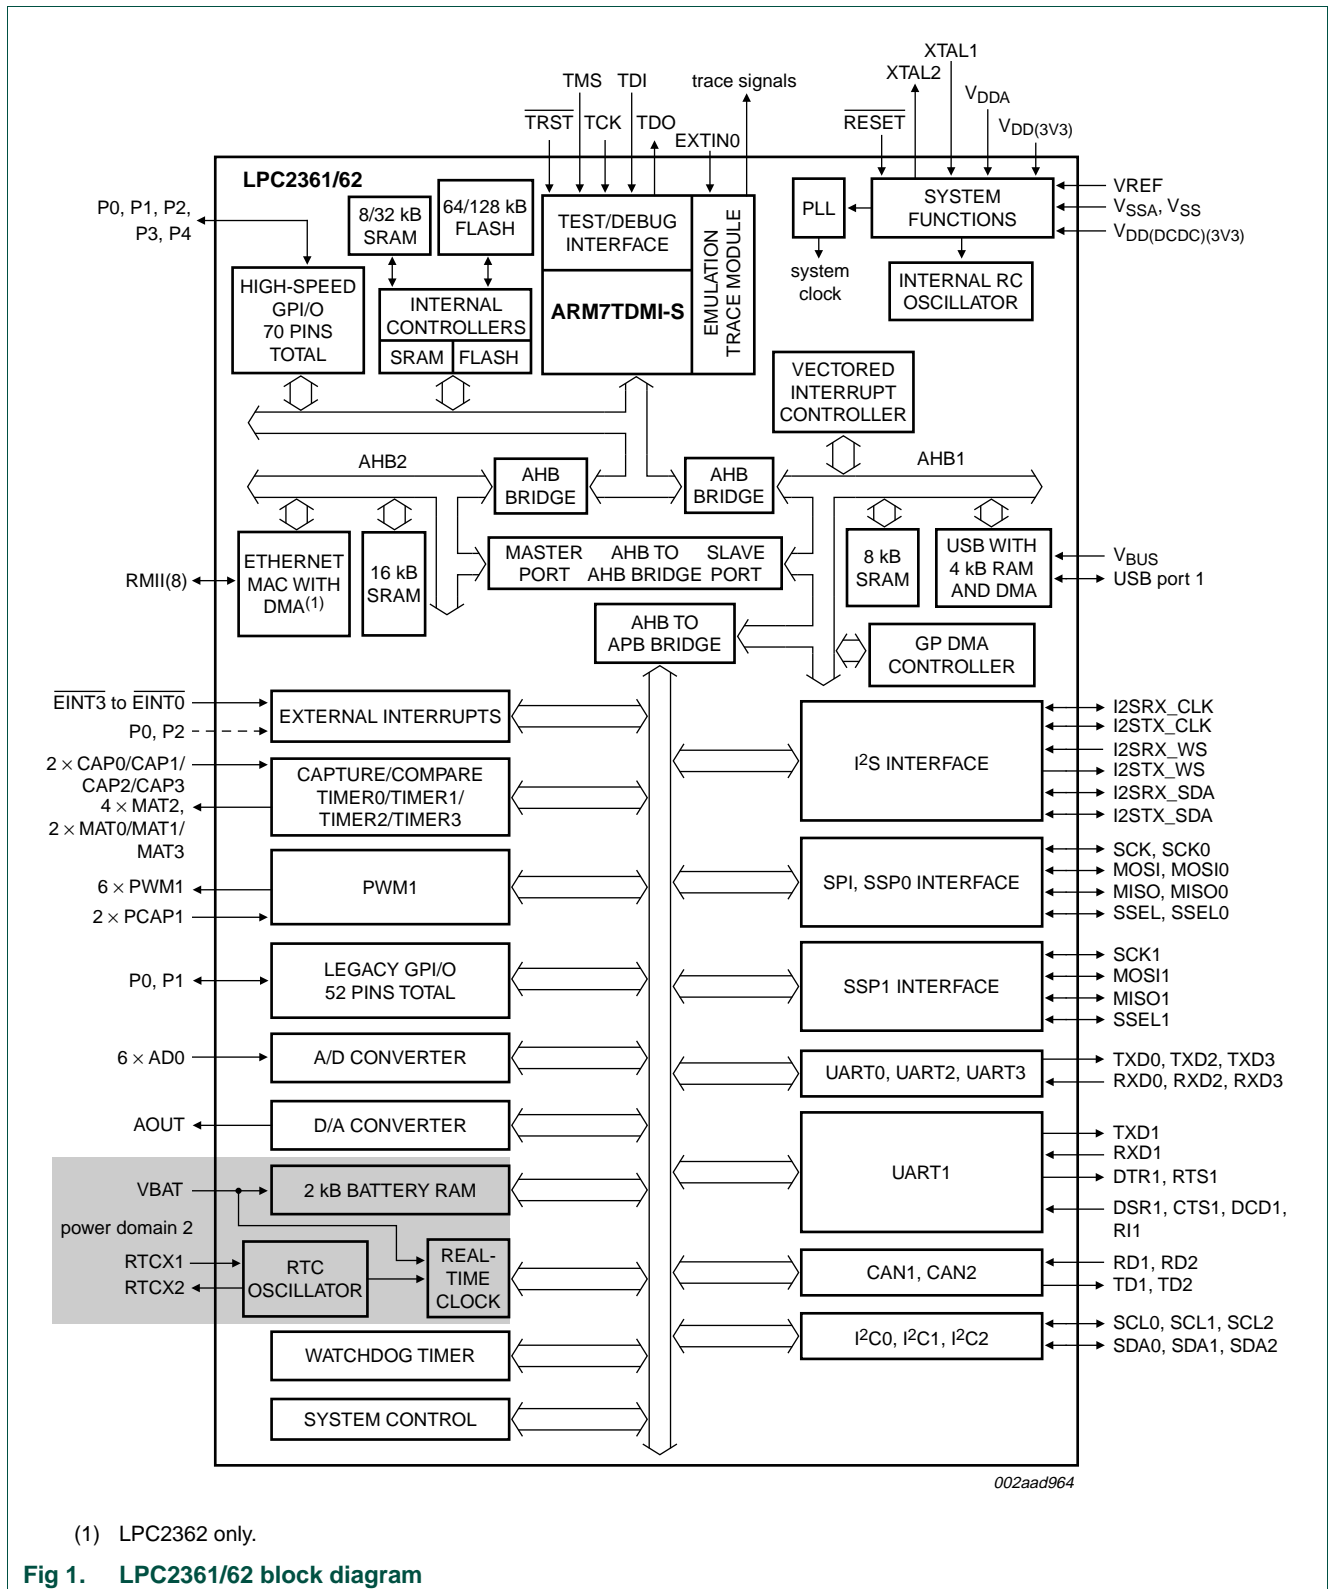 XTAL1
XTAL2
TMS TDI trace signals
VDDA
TRST TCK TDO
RESET
VDD(3V3)
EXTIN0
LPC2361/62
P0, P1, P2,
P3, P4
8/32 kB
SRAM
64/128 kB
FLASH
TEST/DEBUG
INTERFACE
EMULATION
TRACE MODULE
PLL
SYSTEM
FUNCTIONS
VREF
VSSA, VSS
VDD(DCDC)(3V3)
system
clock
HIGH-SPEED
GPI/O
70 PINS
TOTAL
INTERNAL
CONTROLLERS
SRAM FLASH
ARM7TDMI-S
INTERNAL RC
OSCILLATOR
VECTORED
INTERRUPT
CONTROLLER
AHB2
AHB
BRIDGE
AHB
BRIDGE
AHB1
ETHERNET
MAC WITH
DMA(1)
RMII(8)
16 kB
SRAM
MASTER AHB TO SLAVE
PORT AHB BRIDGE PORT
8 kB
SRAM
USB WITH
4 kB RAM
AND DMA
VBUS
USB port 1
AHB TO
APB BRIDGE
GP DMA
CONTROLLER
EINT3 to EINT0
P0, P2
EXTERNAL INTERRUPTS
2 × CAP0/CAP1/
CAP2/CAP3
4 × MAT2,
2 × MAT0/MAT1/
MAT3
CAPTURE/COMPARE
TIMER0/TIMER1/
TIMER2/TIMER3
6 × PWM1
2 × PCAP1
PWM1
P0, P1
LEGACY GPI/O
52 PINS TOTAL
6 × AD0
A/D CONVERTER
AOUT
D/A CONVERTER
VBAT
2 kB BATTERY RAM
power domain 2
RTCX1
RTCX2
RTC
OSCILLATOR
REAL-
TIME
CLOCK
WATCHDOG TIMER
SYSTEM CONTROL
I2S INTERFACE
I2SRX_CLK
I2STX_CLK
I2SRX_WS
I2STX_WS
I2SRX_SDA
I2STX_SDA
SPI, SSP0 INTERFACE
SCK, SCK0
MOSI, MOSI0
MISO, MISO0
SSEL, SSEL0
SSP1 INTERFACE
SCK1
MOSI1
MISO1
SSEL1
UART0, UART2, UART3
TXD0, TXD2, TXD3
RXD0, RXD2, RXD3
UART1
TXD1
RXD1
DTR1, RTS1
DSR1, CTS1, DCD1,
RI1
CAN1, CAN2
RD1, RD2
TD1, TD2
I2C0, I2C1, I2C2
SCL0, SCL1, SCL2
SDA0, SDA1, SDA2
002aad964
(1) LPC2362 only.
Fig 1. LPC2361/62 block diagram